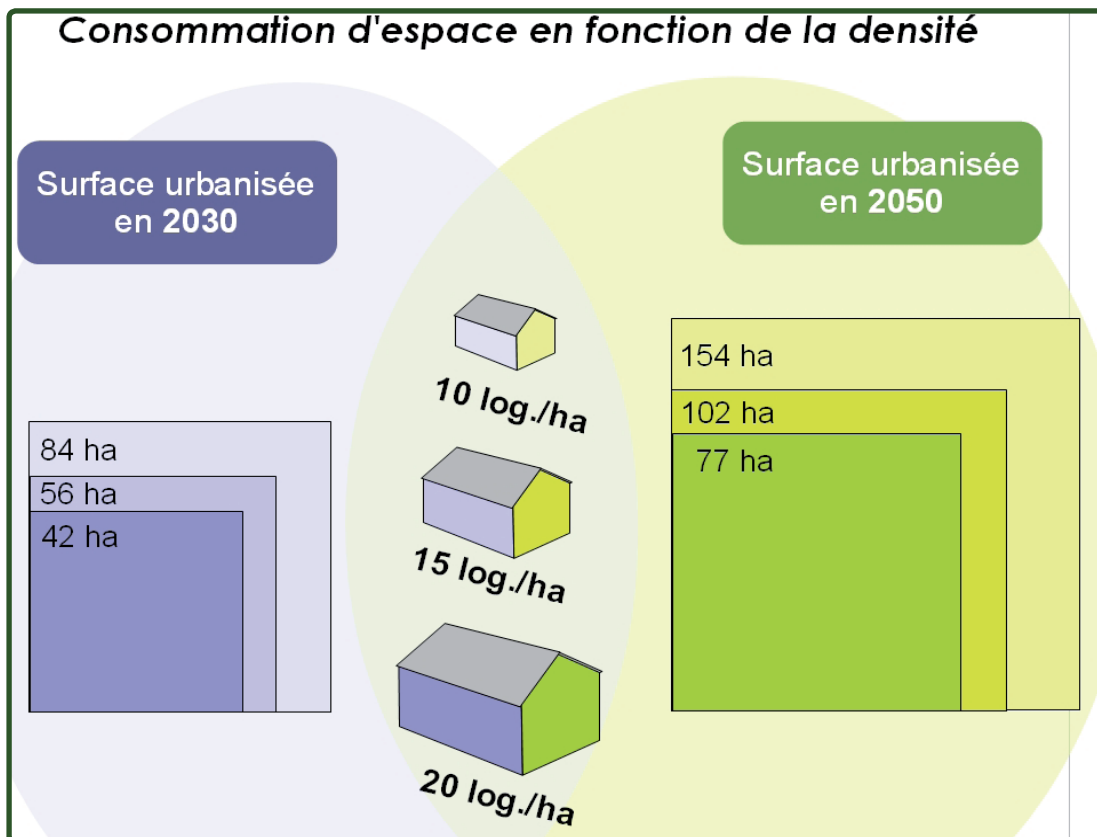 Consommation d'espace en fonction de la densité
Surface urbanisée
en 2030
Surface urbanisée
en 2050
10 log./ha
15 log./ha
20 log./ha
84 ha
56 ha
42 ha
154 ha
102 ha
77 ha